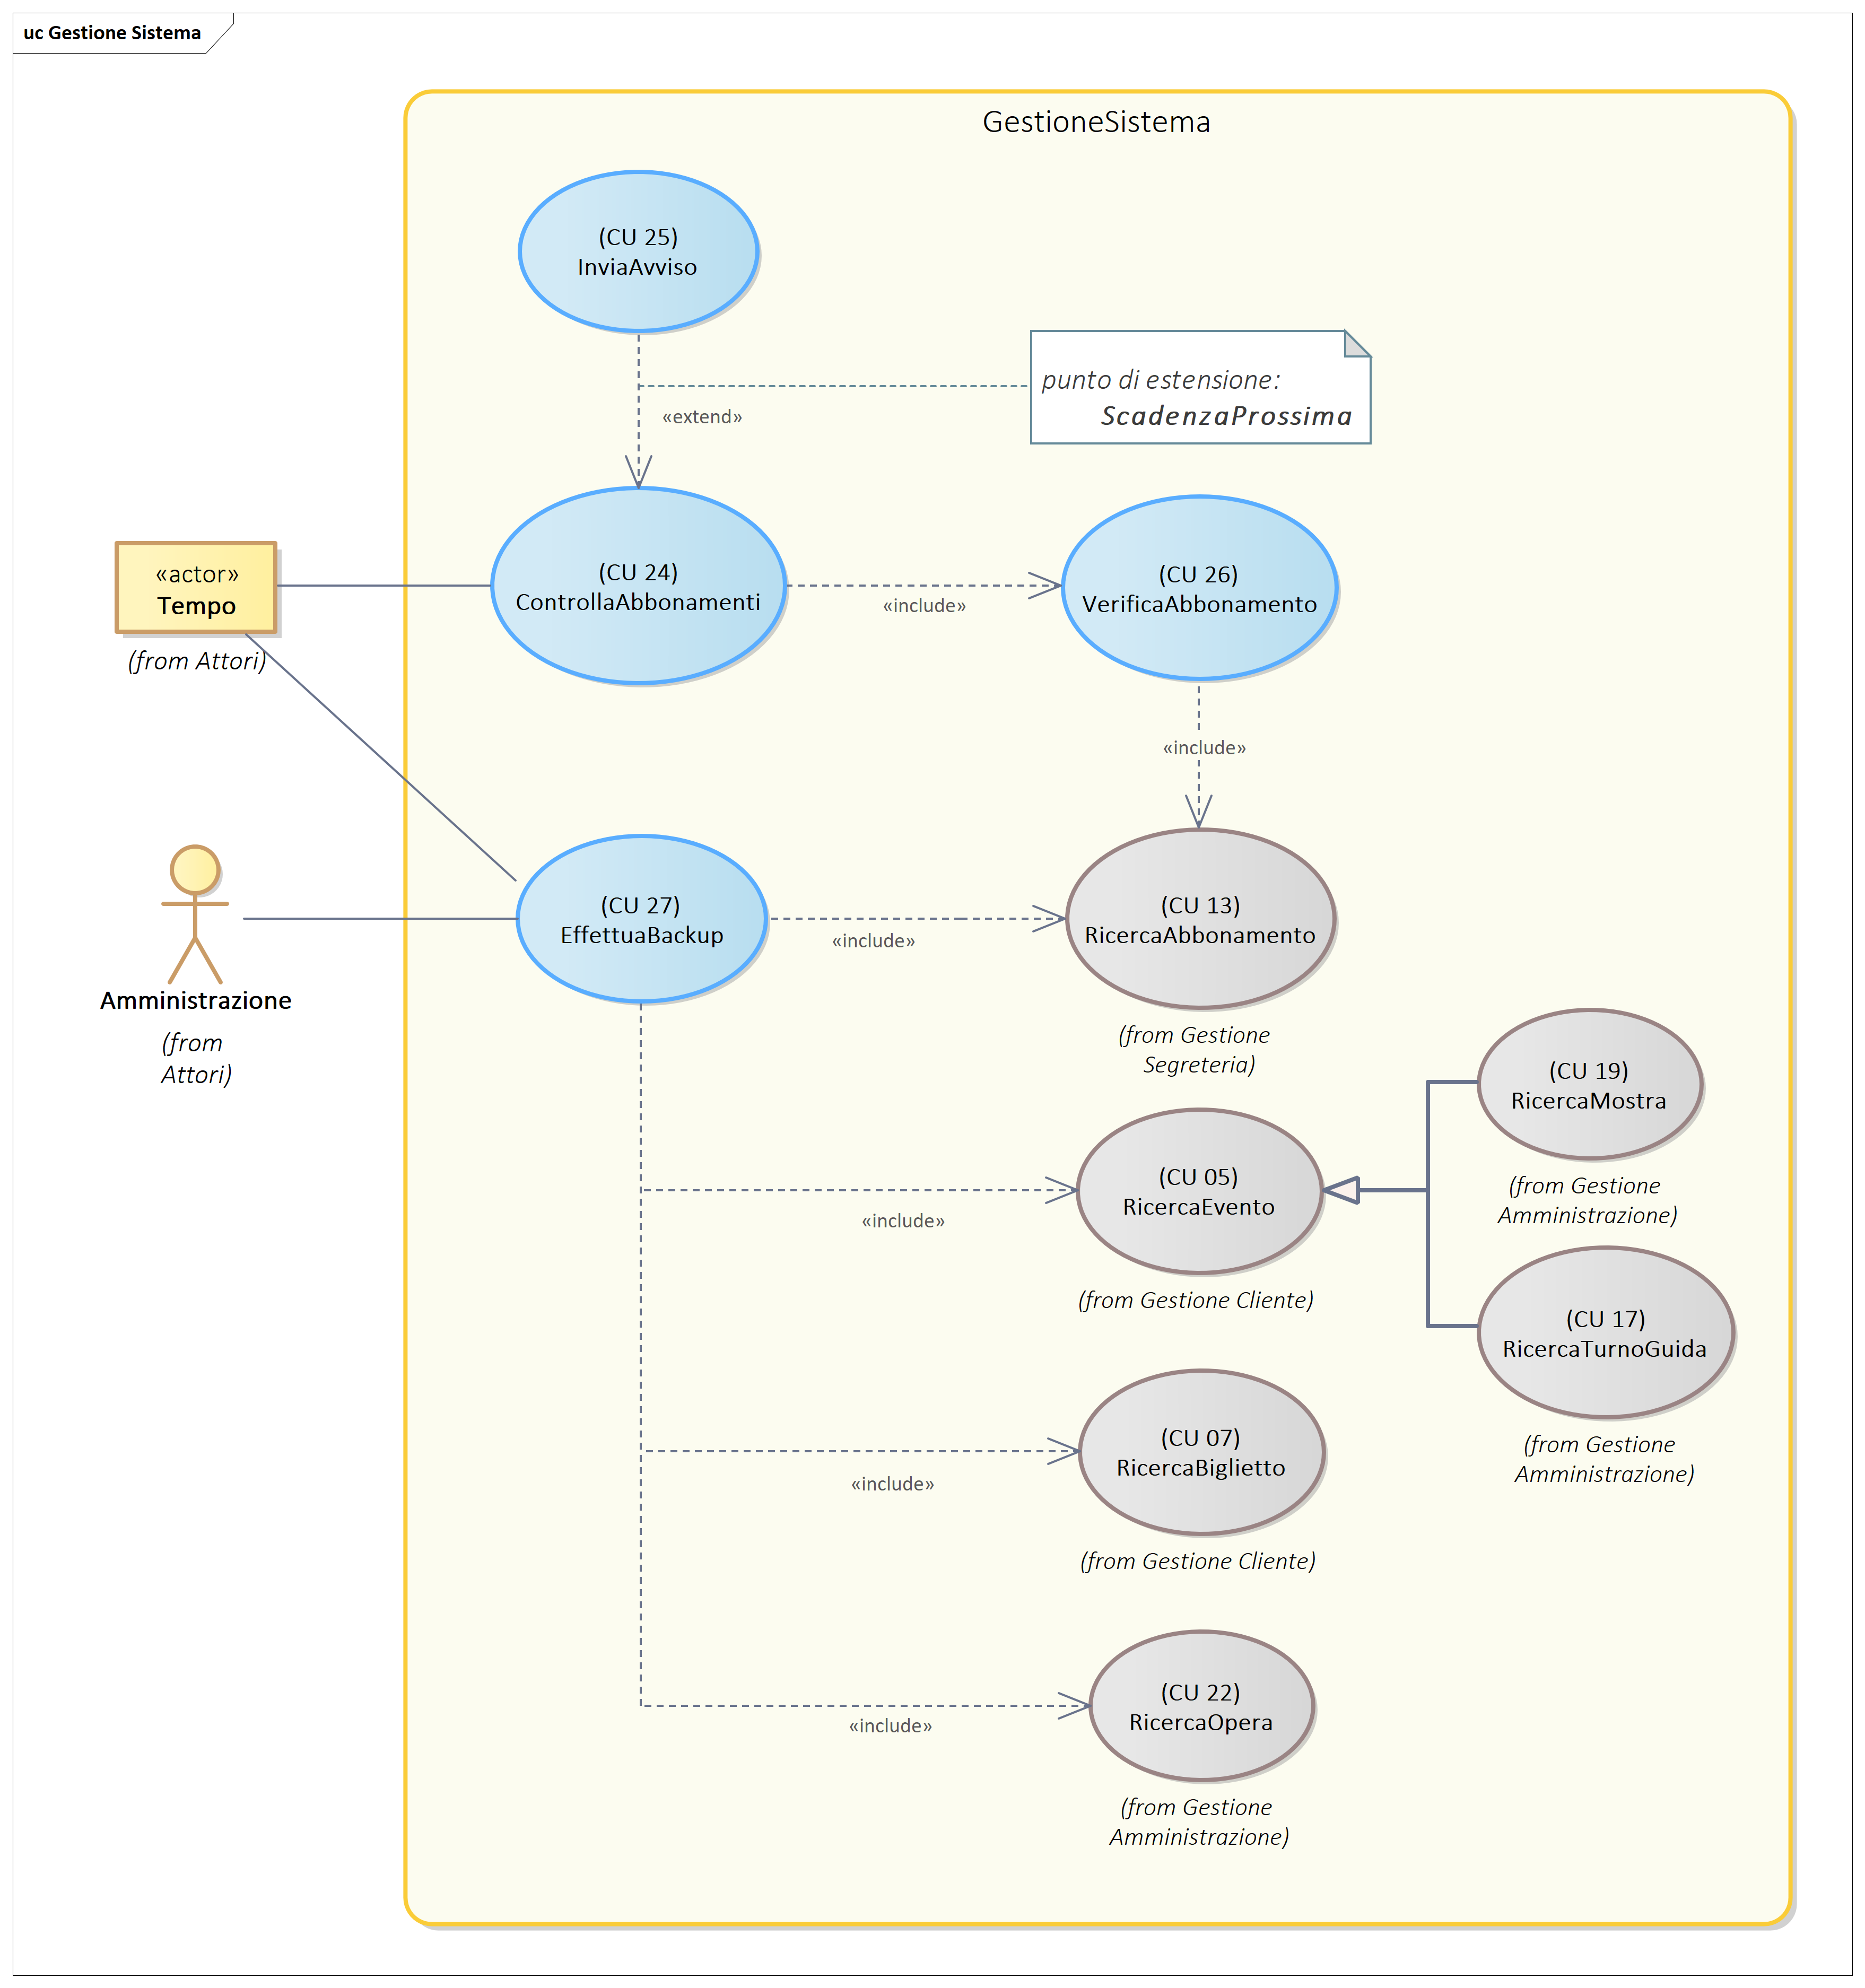 uc Gestione Sistema
GestioneSistema
(CU 25)
InviaAvviso
punto di estensione:
ScadenzaProssima
«extend»
«actor»
Tempo
(from Attori)
(CU 24)
ControllaAbbonamenti
«include»
(CU 26)
VerificaAbbonamento
«include»
Amministrazione
(from
Attori)
(CU 27)
EffettuaBackup
«include»
(CU 13)
RicercaAbbonamento
(from Gestione
Segreteria)
(CU 19)
RicercaMostra
(from Gestione
Amministrazione)
(CU 05)
RicercaEvento
«include»
(from Gestione Cliente)
(CU 17)
RicercaTurnoGuida
(from Gestione
Amministrazione)
(CU 07)
RicercaBiglietto
«include»
(from Gestione Cliente)
(CU 22)
RicercaOpera
«include»
(from Gestione
Amministrazione)